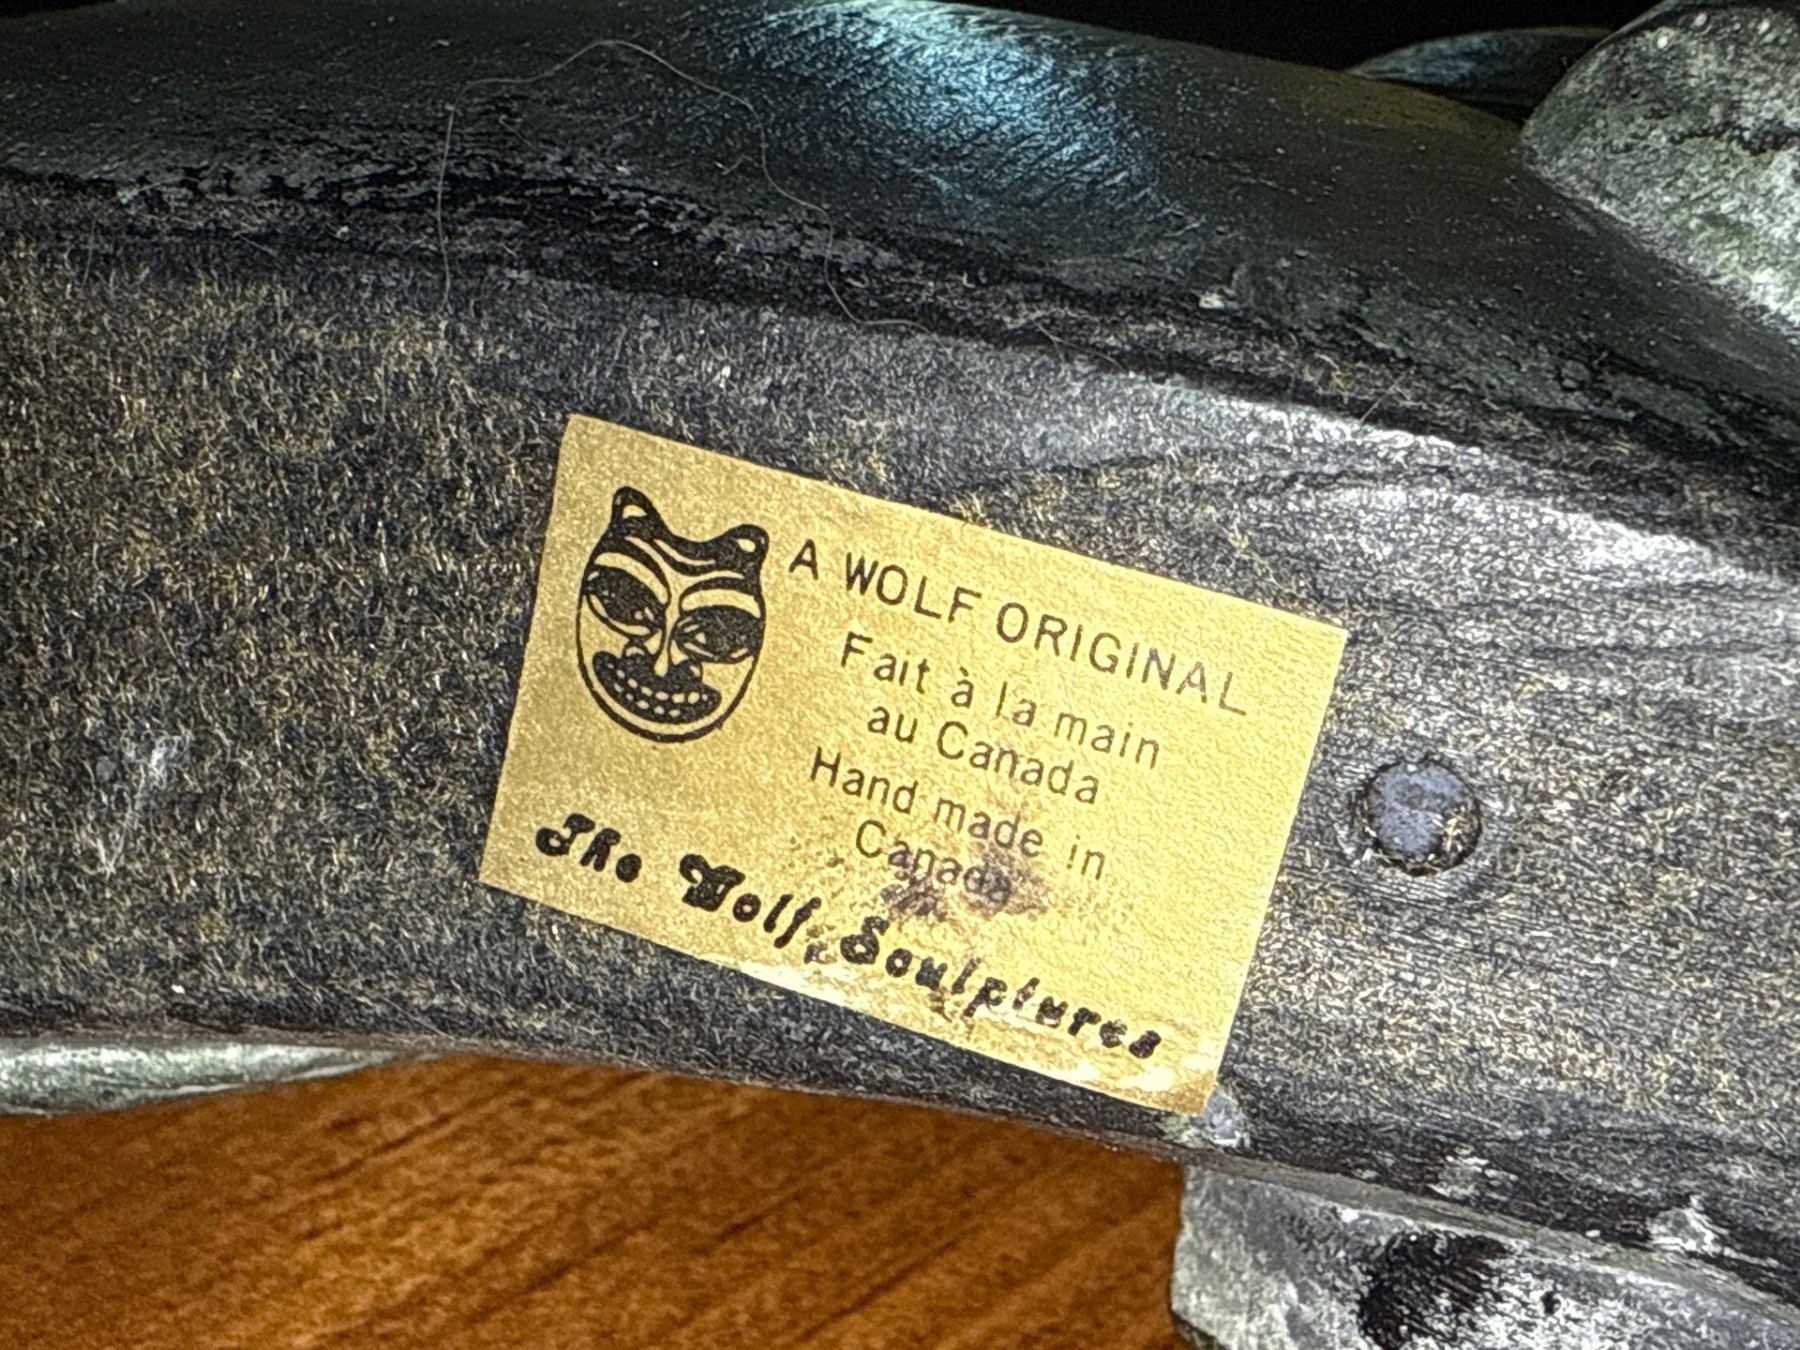 A WOLF ORIGINAL
Fait à la main
au Canada
Hand made in
Canada
The Wolf Sculptures